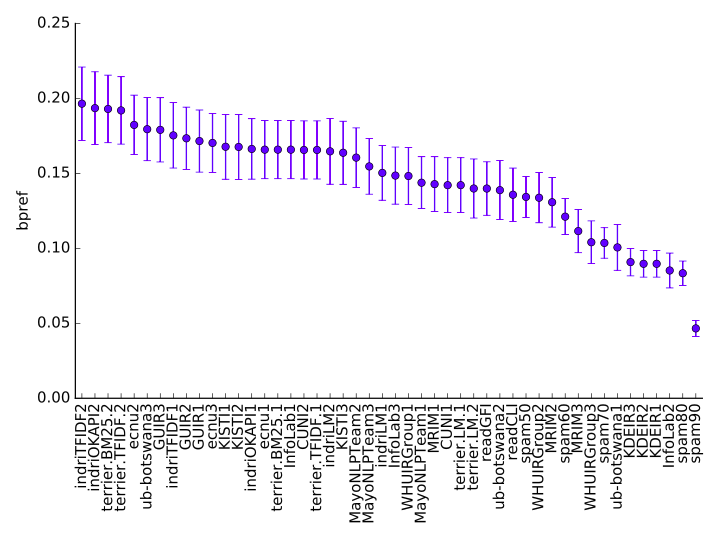 0.25
0.20
0.15
0.10
0.05
0.00
bpref
indriTFIDF2
indriOKAPI2
terrier.BM25.2
terrier.TFIDF.2
ecnu2
ub-botswana3
GUIR3
indriTFIDF1
GUIR2
GUIR1
ecnu3
KISTI1
KISTI2
indriOKAPI1
ecnu1
terrier.BM25.1
InfoLab1
CUNI2
terrier.TFIDF.1
indriLM2
KISTI3
MayoNLPTeam2
MayoNLPTeam3
indriLM1
InfoLab3
WHUIRGroup1
MayoNLPTeam1
MRIM1
CUNI1
terrier.LM.1
terrier.LM.2
readGFI
ub-botswana2
readCLI
spam50
WHUIRGroup2
MRIM2
spam60
MRIM3
WHUIRGroup3
spam70
ub-botswana1
KDEIR3
KDEIR2
KDEIR1
InfoLab2
spam80
spam90